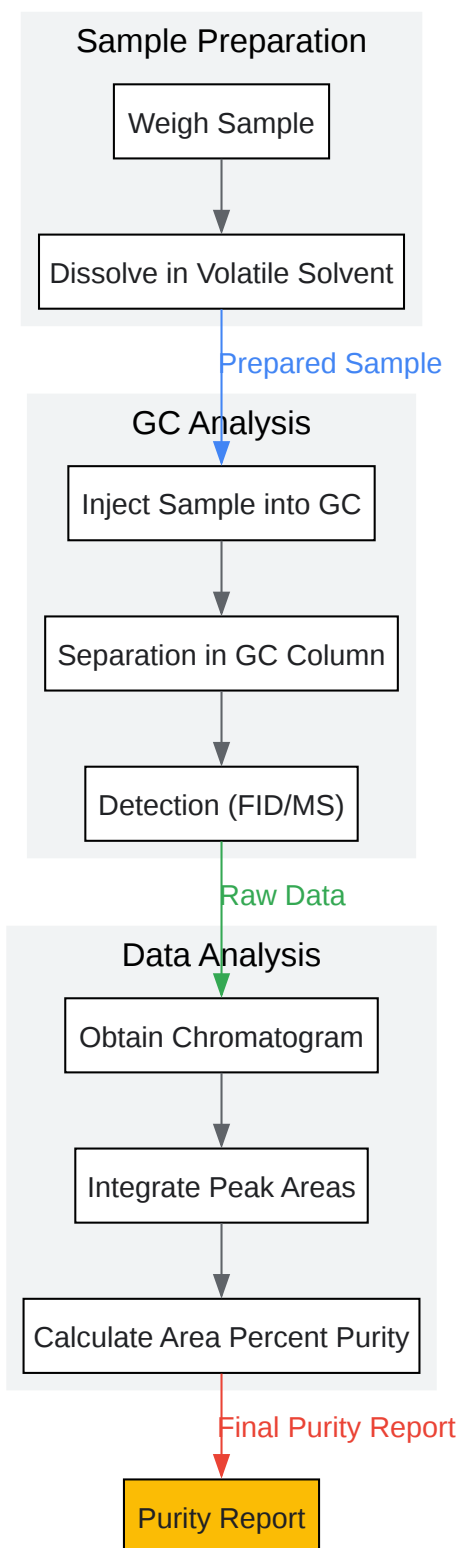 Sample Preparation
Weigh Sample
Dissolve in Volatile Solvent
Prepared Sample
GC Analysis
Inject Sample into GC
Separation in GC Column
Detection (FID/MS)
Raw Data
Data Analysis
Obtain Chromatogram
Integrate Peak Areas
Calculate Area Percent Purity
Final Purity Report
Purity Report